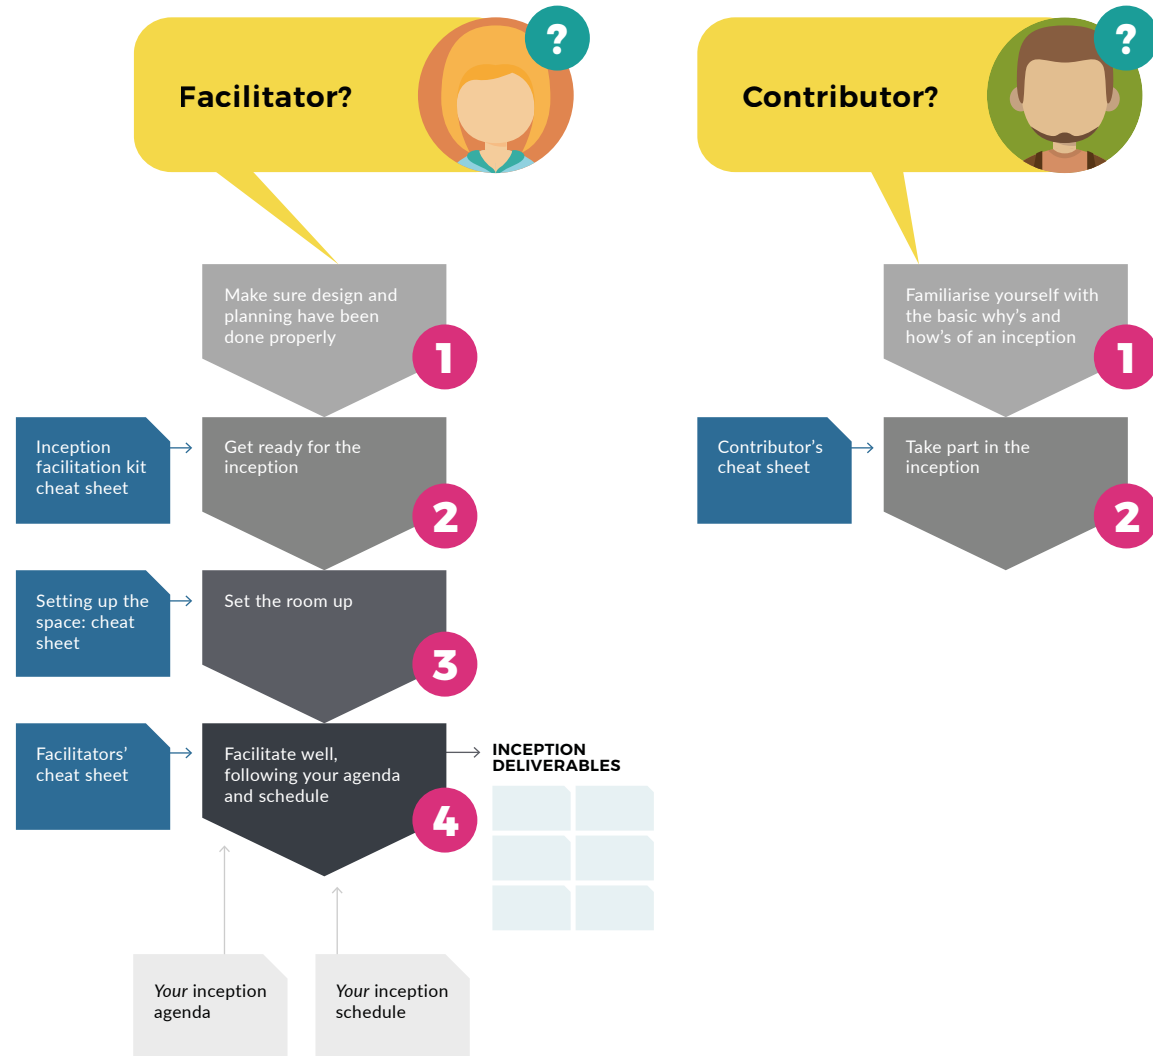 Facilitator?
?
Make sure design and
planning have been
done properly
1
Inception
facilitation kit
cheat sheet
Get ready for the
inception
2
Setting up the
space: cheat
sheet
Set the room up
3
Facilitators'
cheat sheet
Facilitate well,
following your agenda
and schedule
4
INCEPTION
DELIVERABLES
Your inception
agenda
Your inception
schedule
Contributor?
?
Familiarise yourself with
the basic why's and
how's of an inception
1
Contributor's
cheat sheet
Take part in the
inception
2